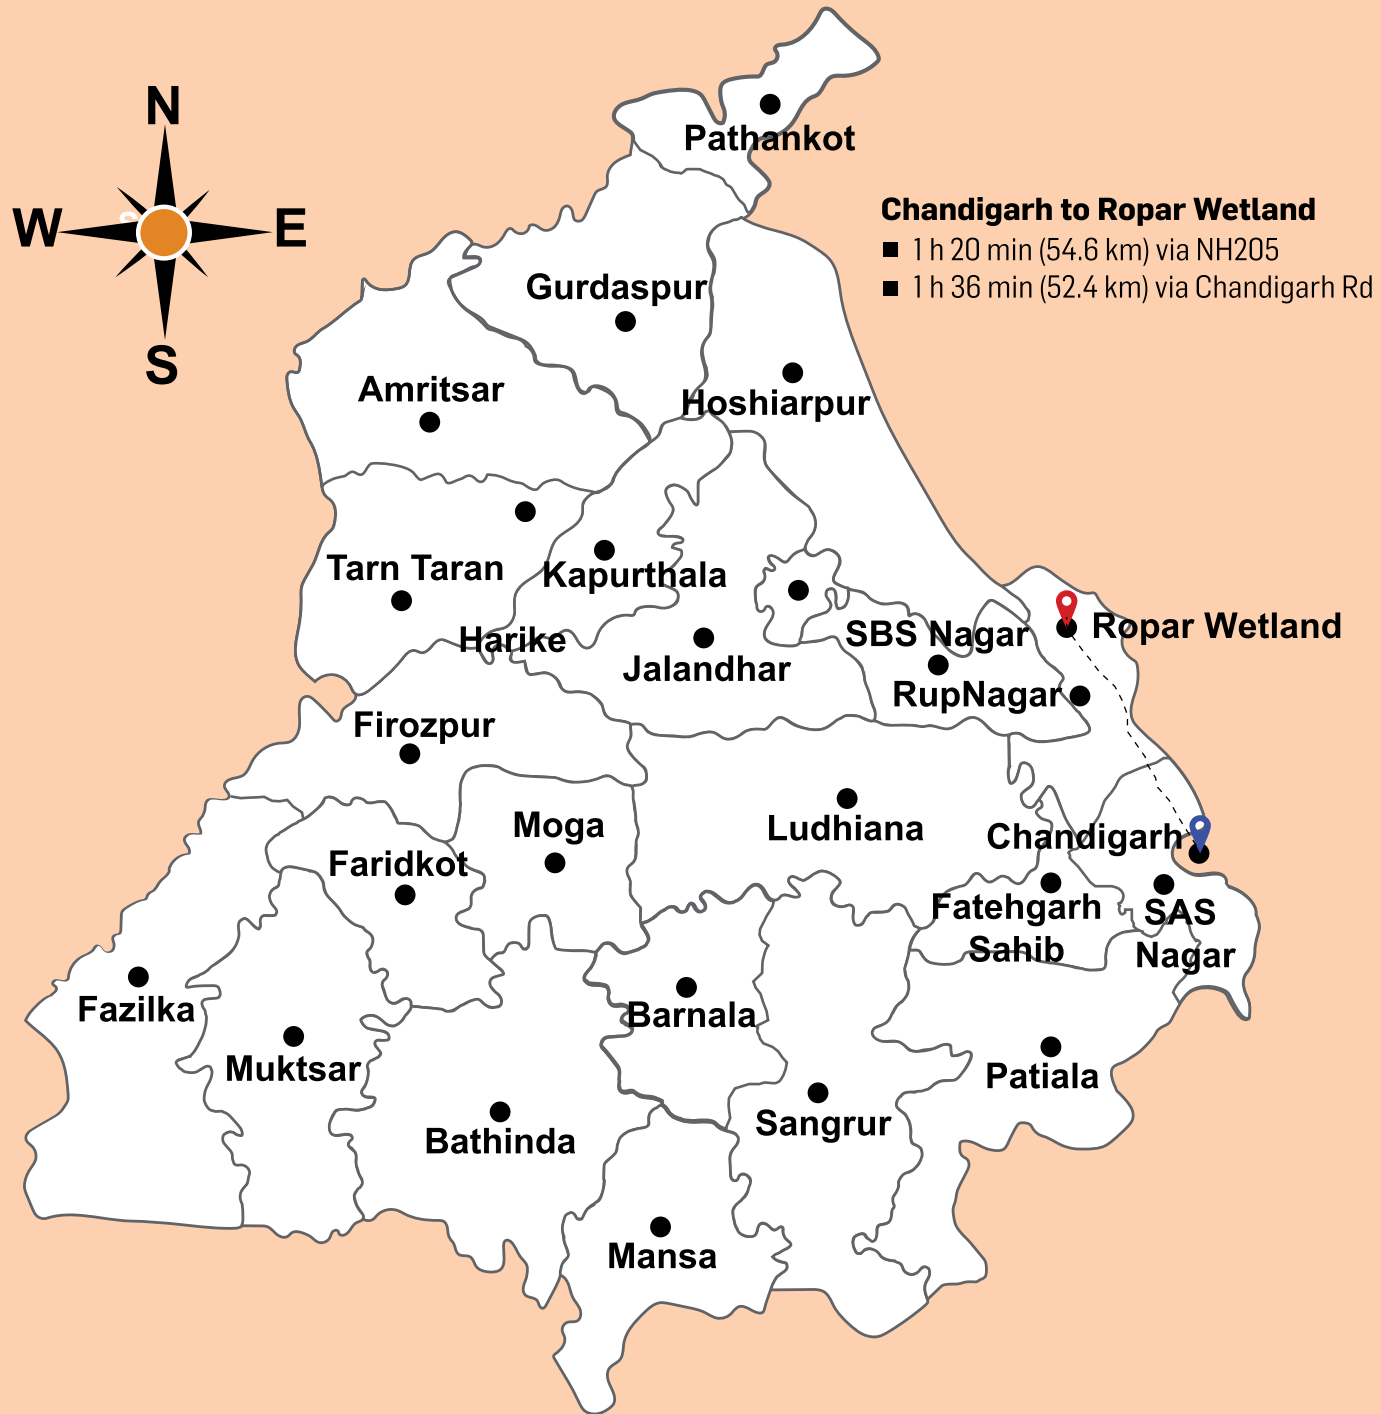 N
W
E
S
Pathankot
Chandigarh to Ropar Wetland
1 h 20 min (54.6 km) via NH205
1 h 36 min (52.4 km) via Chandigarh Rd
Gurdaspur
Amritsar
Hoshiarpur
Tarn Taran
Kapurthala
Harike
Jalandhar
SBS Nagar
Ropar Wetland
RupNagar
Firozpur
Moga
Ludhiana
Chandigarh
Faridkot
Fatehgarh
Sahib
SAS
Nagar
Fazilka
Barnala
Muktsar
Patiala
Sangrur
Bathinda
Mansa